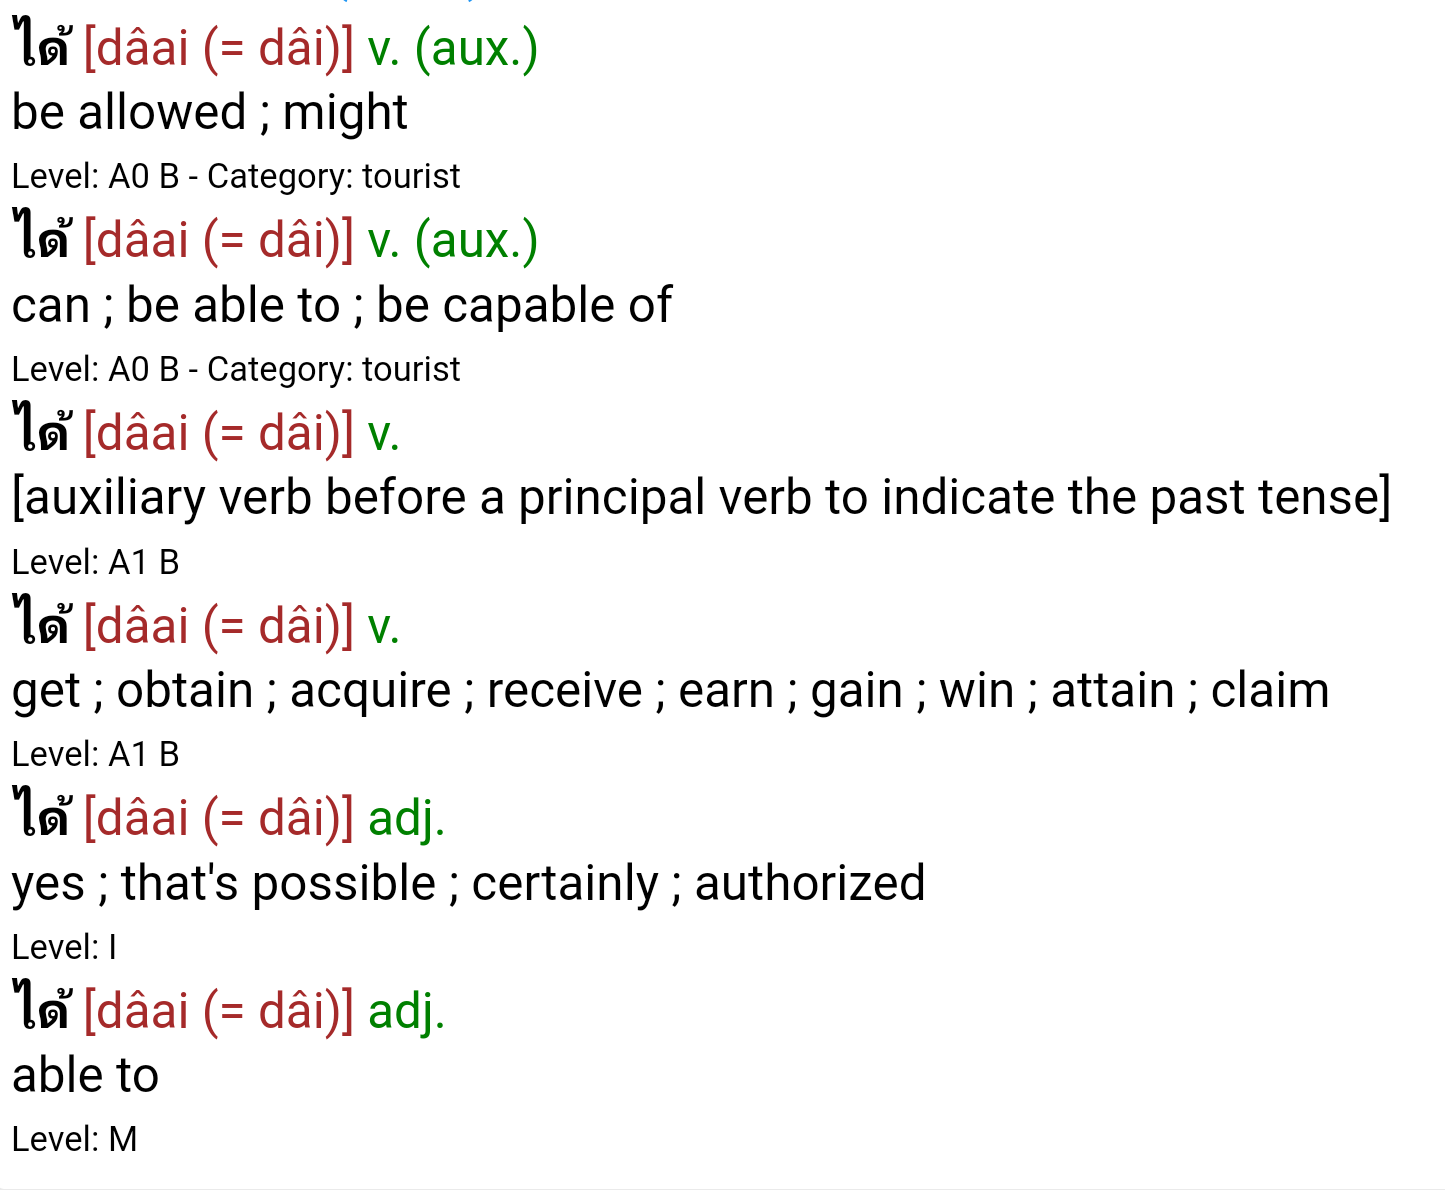 ได้ [dâai (= dâi)] v. (aux.)
be allowed ; might
Level: A0 B - Category: tourist
ได้ [dâai (= dâi)] v. (aux.)
can ; be able to ; be capable of
Level: A0 B - Category: tourist
ได้ [dâai (= dâi)] v.
[auxiliary verb before a principal verb to indicate the past tense]
Level: A1 B
ได้ [dâai (= dâi)] v.
get ; obtain ; acquire ; receive ; earn ; gain ; win ; attain ; claim
Level: A1 B
ได้ [dâai (= dâi)] adj.
yes ; that's possible ; certainly ; authorized
Level: I
ได้ [dâai (= dâi)] adj.
able to
Level: M